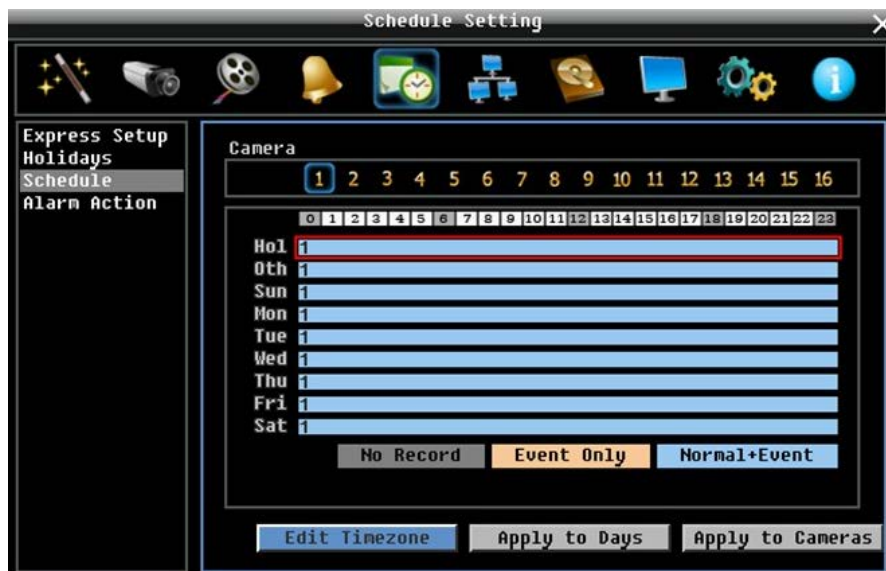 Schedule Setting
Express Setup
Holidays
Schedule
Alarm Action
Camera
1 2 3 4 5 6 7 8 9 10 11 12 13 14 15 16
0 1 2 3 4 5 6 7 8 9 10 11 12 13 14 15 16 17 18 19 20 21 22 23
Hol 1
Oth 1
Sun 1
Mon 1
Tue 1
Wed 1
Thu 1
Fri 1
Sat 1
No Record Event Only Normal+Event
Edit Timezone Apply to Days Apply to Cameras